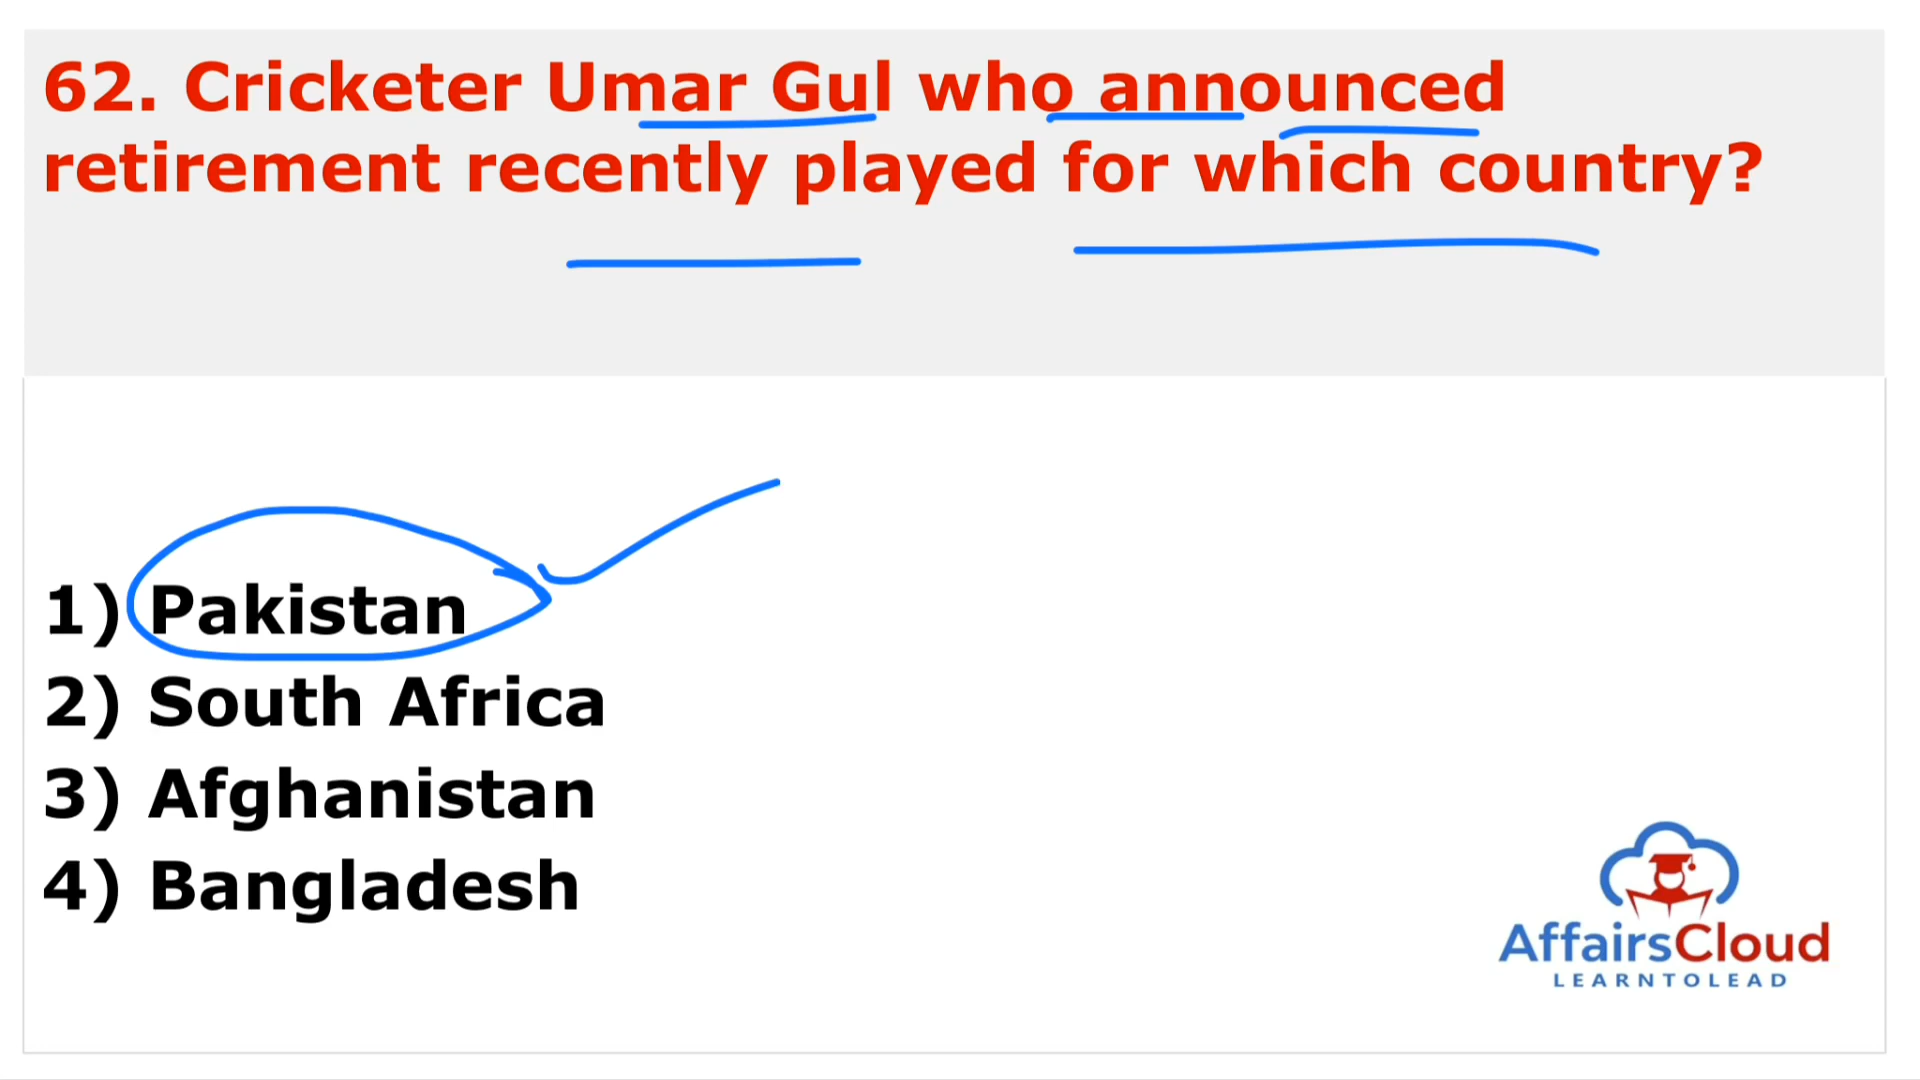 62. Cricketer Umar Gul who announced
retirement recently played for which country?
1) Pakistan
2) South Africa
3) Afghanistan
4) Bangladesh
AffairsCloud
LEARNTOLEAD